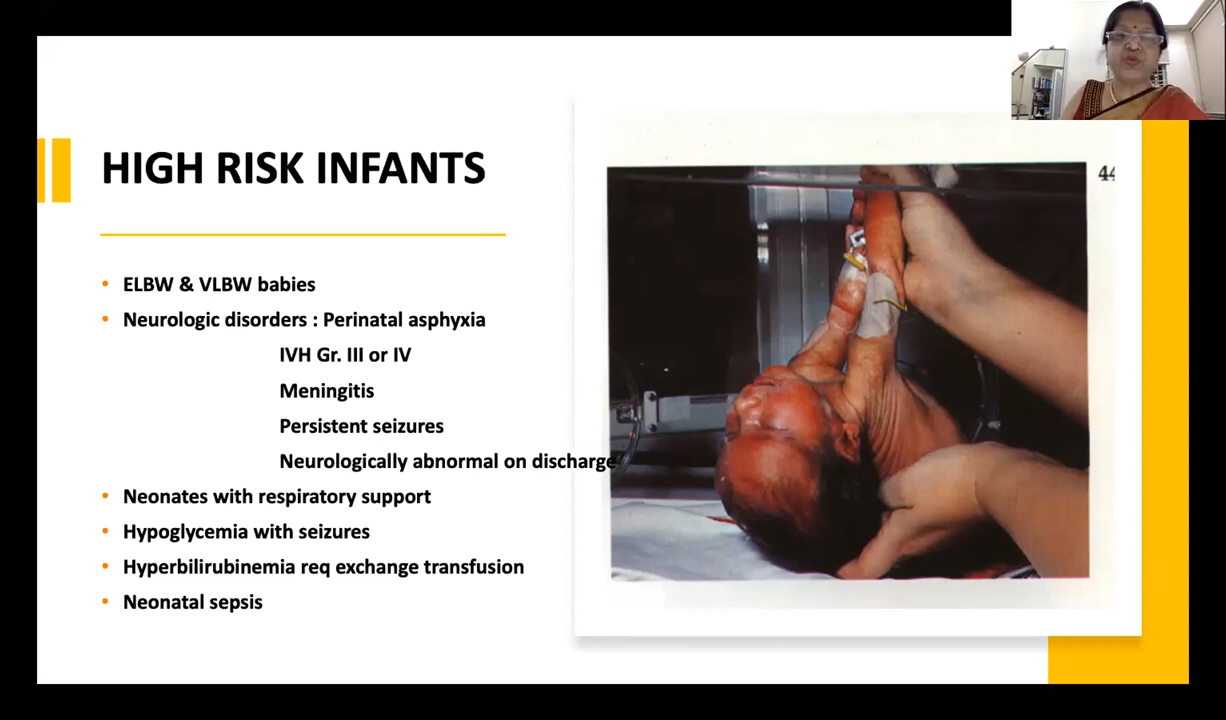 HIGH RISK INFANTS
• ELBW & VLBW babies
• Neurologic disorders : Perinatal asphyxia
IVH Gr. III or IV
Meningitis
Persistent seizures
Neurologically abnormal on discharge
• Neonates with respiratory support
• Hypoglycemia with seizures
• Hyperbilirubinemia req exchange transfusion
• Neonatal sepsis
44